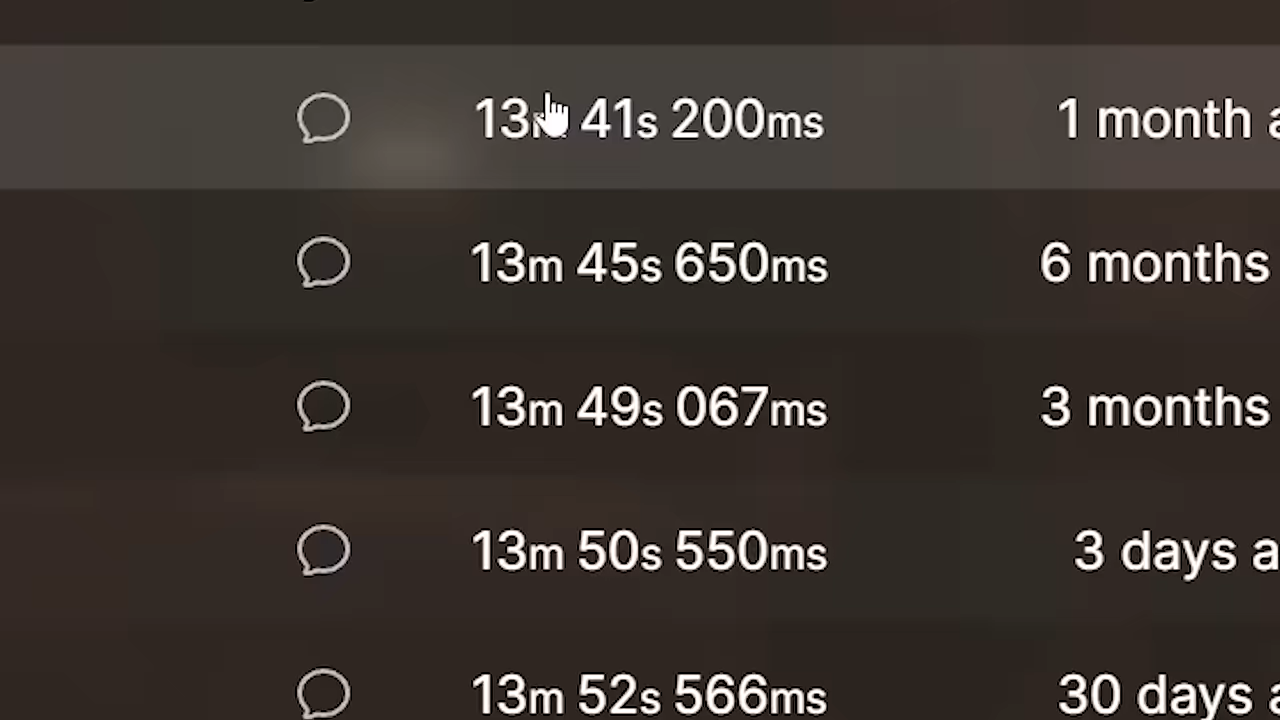 13m 41s 200ms 1 month a
13m 45s 650ms 6 months
13m 49s 067ms 3 months
13m 50s 550ms 3 days a
13m 52s 566ms 30 days a